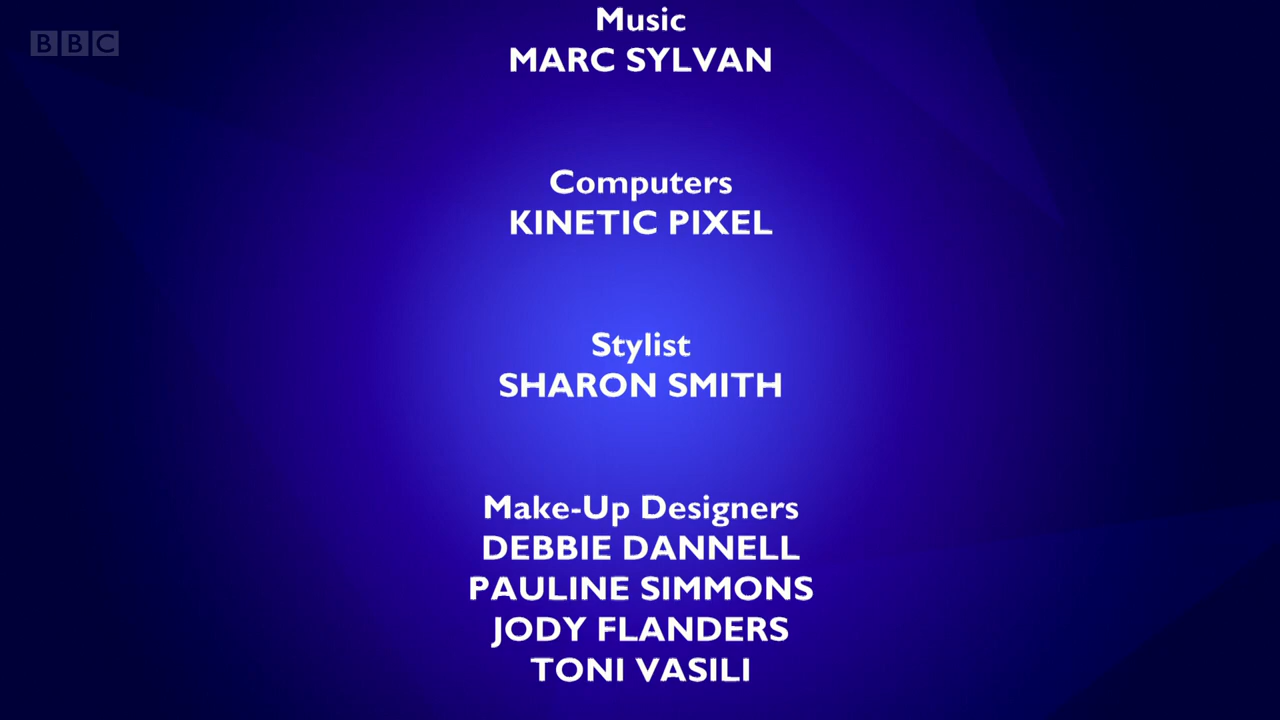 BBC
Music
MARC SYLVAN
Computers
KINETIC PIXEL
Stylist
SHARON SMITH
Make-Up Designers
DEBBIE DANNELL
PAULINE SIMMONS
JODY FLANDERS
TONI VASILI